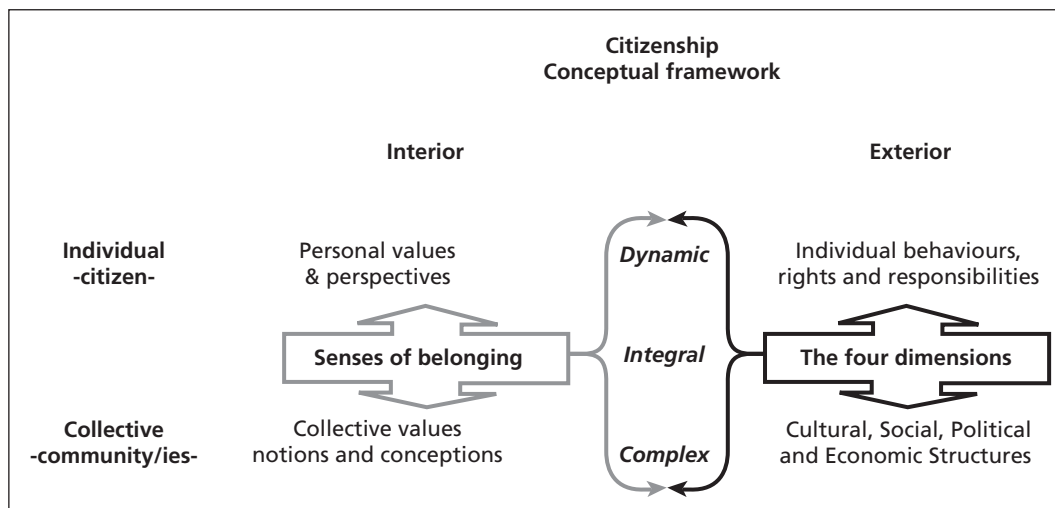 Citizenship
Conceptual framework
Interior
Exterior
Individual
-citizen-
Personal values
& perspectives
Dynamic
Individual behaviours,
rights and responsibilities
Senses of belonging
Integral
The four dimensions
Collective
-community/ies-
Collective values
notions and conceptions
Complex
Cultural, Social, Political
and Economic Structures